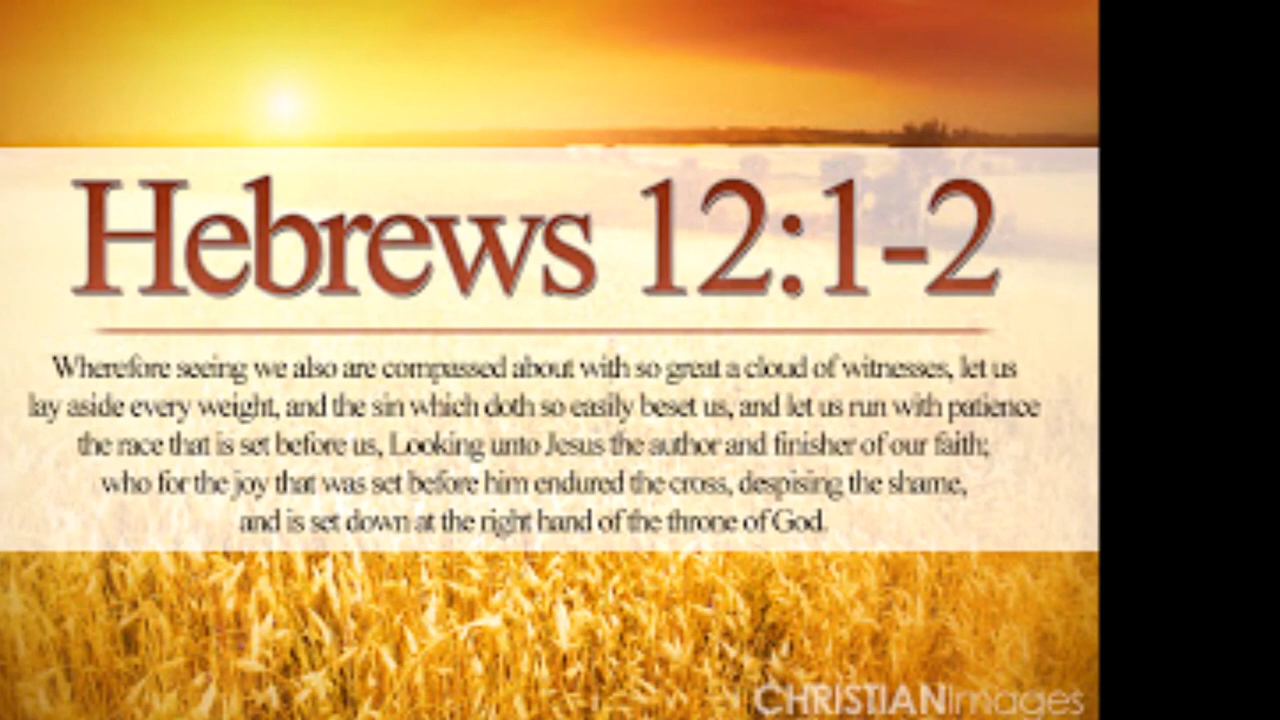 Hebrews 12:1-2
Wherefore seeing we also are compassed about with so great a cloud of witnesses, let us
lay aside every weight, and the sin which doth so easily beset us, and let us run with patience
the race that is set before us, Looking unto Jesus the author and finisher of our faith;
who for the joy that was set before him endured the cross, despising the shame,
and is set down at the right hand of the throne of God.
CHRISTIANimages